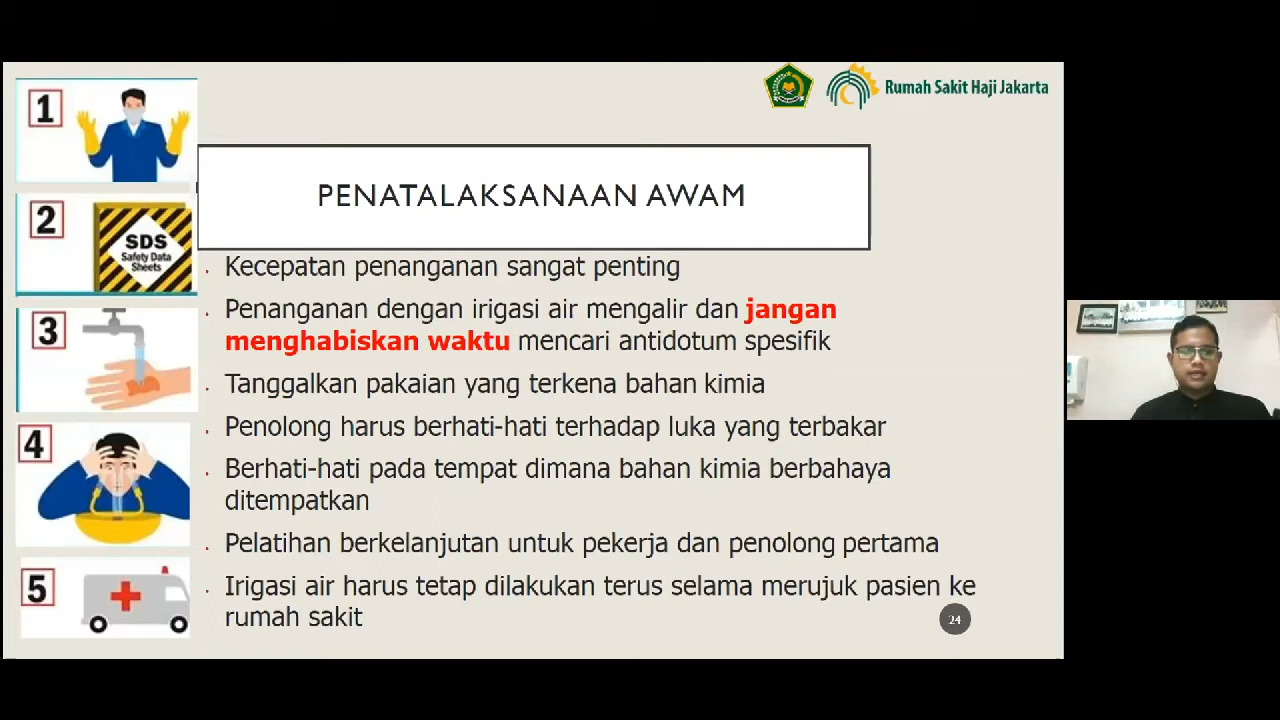 Rumah Sakit Haji Jakarta
1
PENATALAKSANAAN AWAM
2
SDS
Safety Data
Sheets
Kecepatan penanganan sangat penting
Penanganan dengan irigasi air mengalir dan jangan
menghabiskan waktu mencari antidotum spesifik
3
Tanggalkan pakaian yang terkena bahan kimia
Penolong harus berhati-hati terhadap luka yang terbakar
4
Berhati-hati pada tempat dimana bahan kimia berbahaya
ditempatkan
Pelatihan berkelanjutan untuk pekerja dan penolong pertama
5
Irigasi air harus tetap dilakukan terus selama merujuk pasien ke
rumah sakit
24